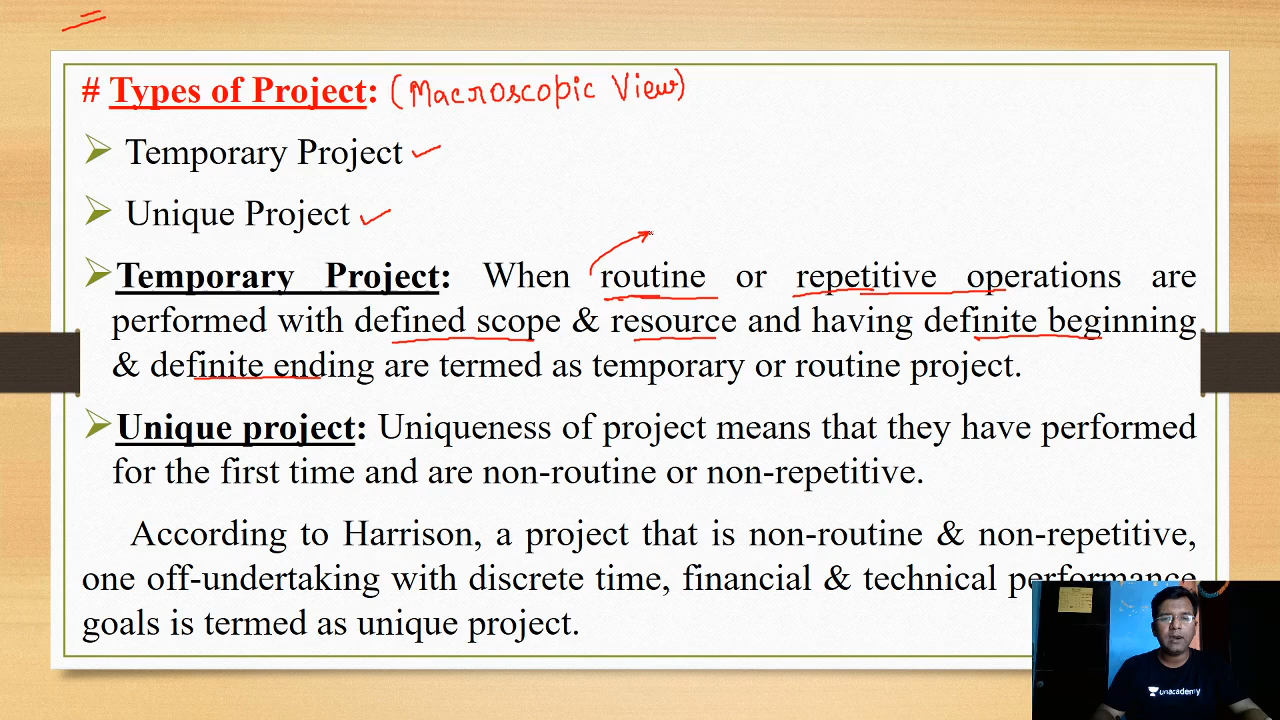 # Types of Project: (Macroscopic View)
Temporary Project
Unique Project
Temporary Project: When routine or repetitive operations are
performed with defined scope & resource and having definite beginning
& definite ending are termed as temporary or routine project.
Unique project: Uniqueness of project means that they have performed
for the first time and are non-routine or non-repetitive.
According to Harrison, a project that is non-routine & non-repetitive,
one off-undertaking with discrete time, financial & technical performance
goals is termed as unique project.
unacademy